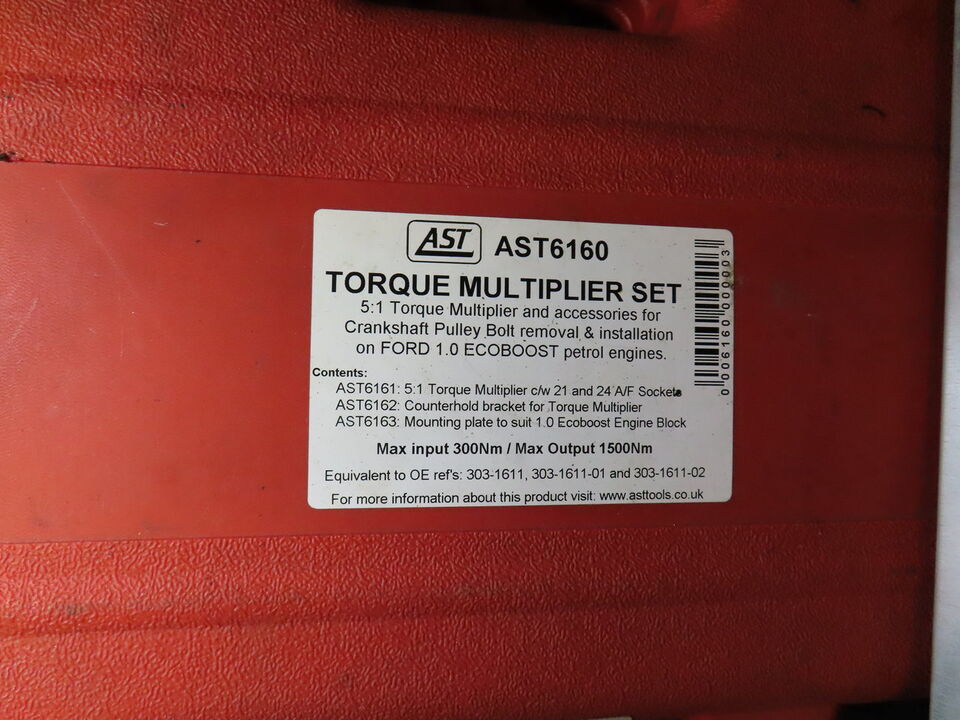 AST AST6160
TORQUE MULTIPLIER SET
5:1 Torque Multiplier and accessories for
Crankshaft Pulley Bolt removal & installation
on FORD 1.0 ECOBOOST petrol engines.
Contents:
AST6161: 5:1 Torque Multiplier c/w 21 and 24 A/F Sockets
AST6162: Counterhold bracket for Torque Multiplier
AST6163: Mounting plate to suit 1.0 Ecoboost Engine Block
Max input 300Nm / Max Output 1500Nm
Equivalent to OE ref's: 303-1611, 303-1611-01 and 303-1611-02
For more information about this product visit: www.asttools.co.uk
0 006160 000003